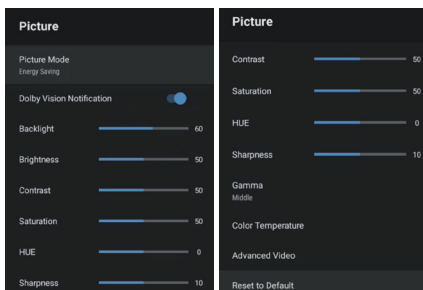 Picture
Picture Mode
Energy Saving
Dolby Vision Notification
Backlight 60
Brightness 50
Contrast 50
Saturation 50
HUE 0
Sharpness 10
Picture
Contrast 50
Saturation 50
HUE 0
Sharpness 10
Gamma
Middle
Color Temperature
Advanced Video
Reset to Default